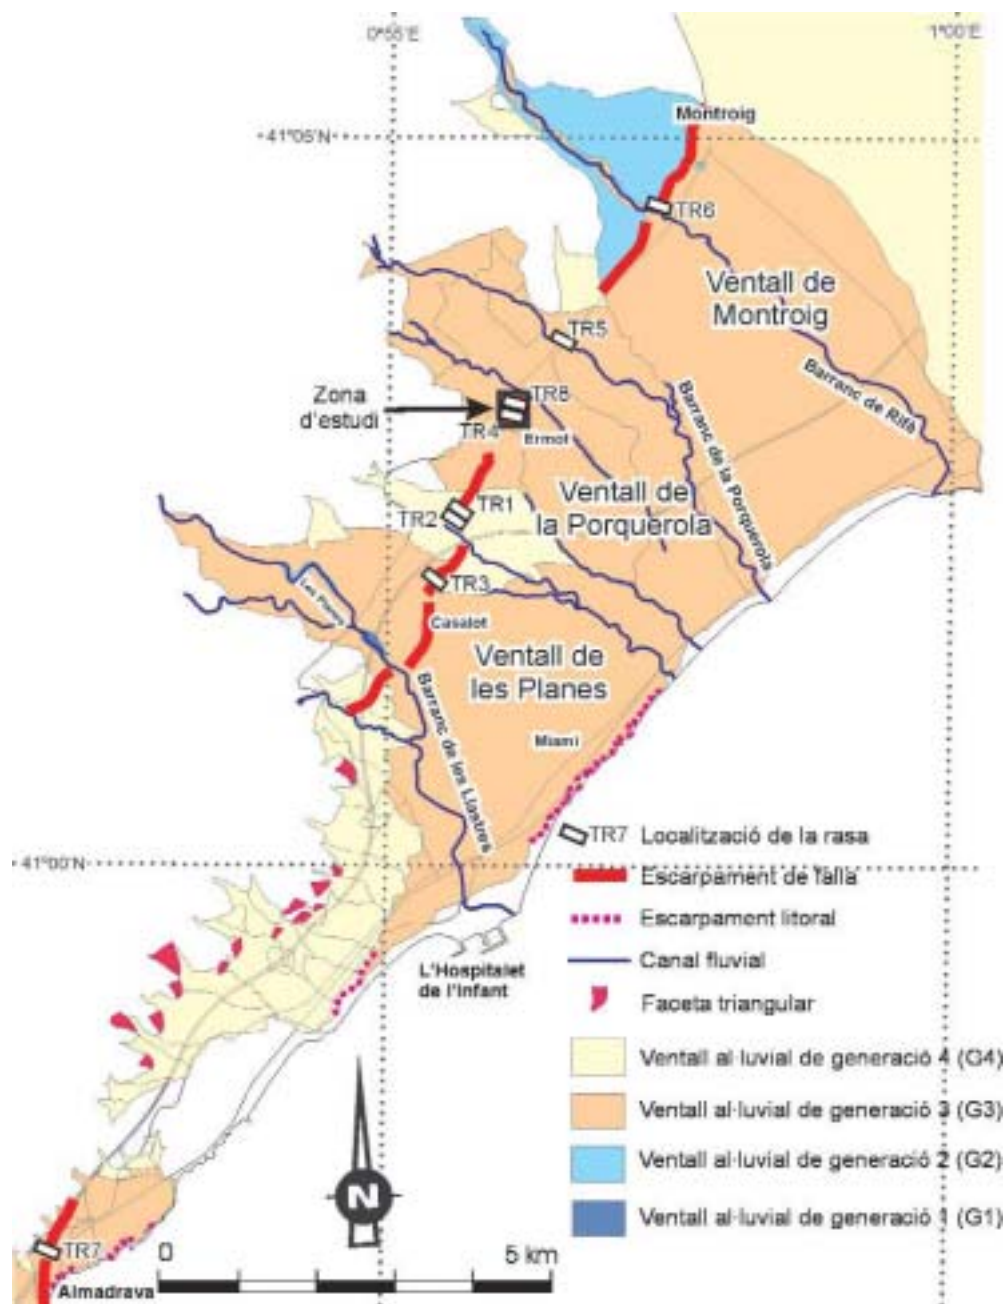 0°55'E
1°00'E
Montroig
41°05'N
TR6
Ventall de
Montroig
TR5
Zona
d'estudi
TR8
TR4
Ermot
Barranc de Rifà
Barranc de la Porquerola
TR1
TR2
Ventall de
la Porquerola
TR3
Les Planes
Casalot
Ventall de
les Planes
Barranc de les Llastres
Miami
TR7 Localització de la rasa
41°00'N
Escarpament de falla
Escarpament litoral
Canal fluvial
L'Hospitalet
de l'Infant
Faceta triangular
Ventall al·luvial de generació 4 (G4)
Ventall al·luvial de generació 3 (G3)
Ventall al·luvial de generació 2 (G2)
N
Ventall al·luvial de generació 1 (G1)
TR7
0
5 km
Almadrava